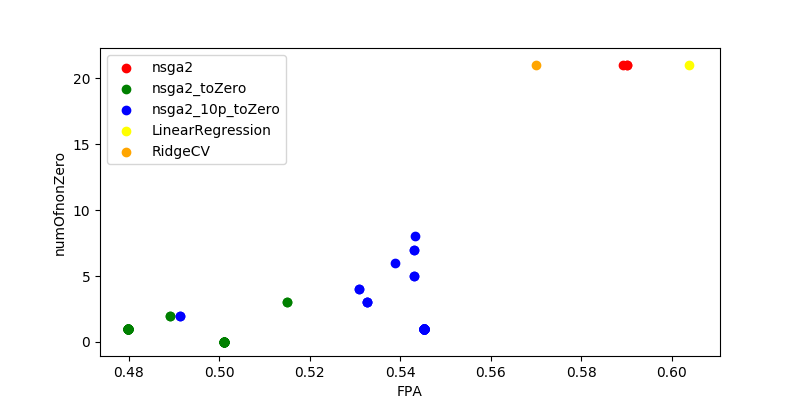 nsga2
nsga2_toZero
nsga2_10p_toZero
LinearRegression
RidgeCV
numOfnonZero
20
15
10
5
0
0.48 0.50 0.52 0.54 0.56 0.58 0.60
FPA